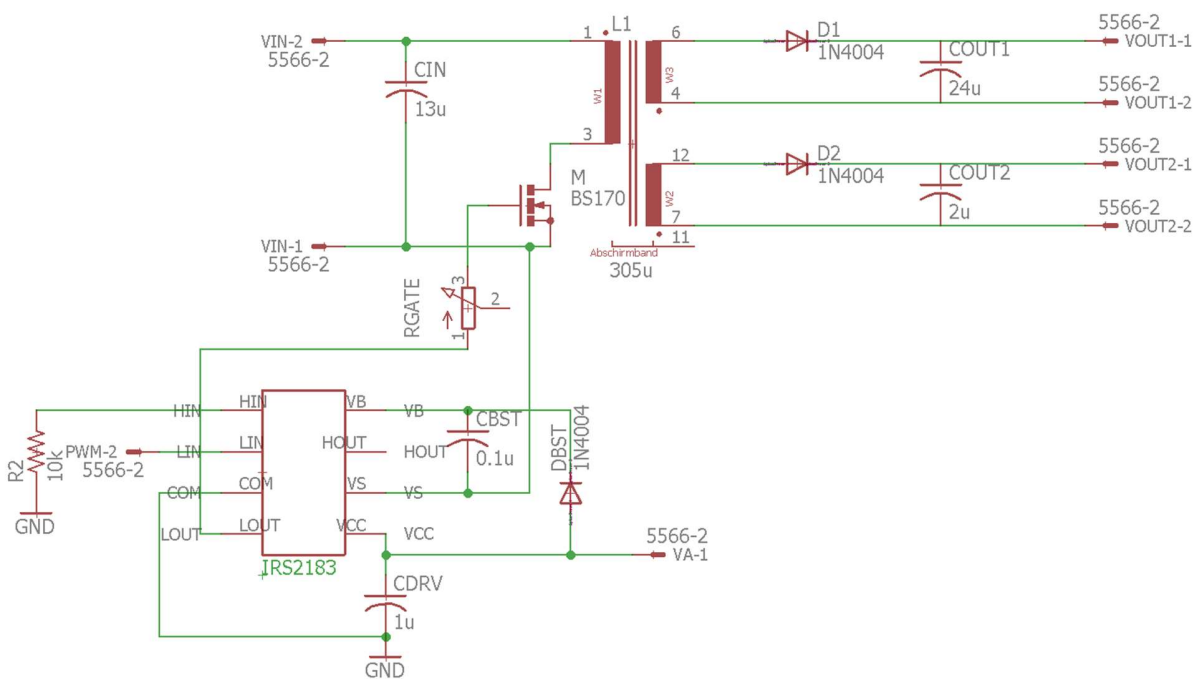 L1
VIN-2
5566-2
1
6
D1
1N4004
5566-2
VOUT1-1
CIN
13u
W1
W3
COUT1
24u
4
5566-2
VOUT1-2
3
12
D2
1N4004
5566-2
VOUT2-1
M
BS170
W2
COUT2
2u
7
5566-2
VOUT2-2
VIN-1
5566-2
11
Abschirmband
305u
RGATE
3
2
1
HIN
HIN
VB
VB
CBST
0.1u
DBST
1N4004
R2
10k
PWM-2
5566-2
LIN
LIN
HOUT
HOUT
COM
COM
VS
VS
GND
LOUT
LOUT
VCC
VCC
5566-2
VA-1
IRS2183
CDRV
1u
GND